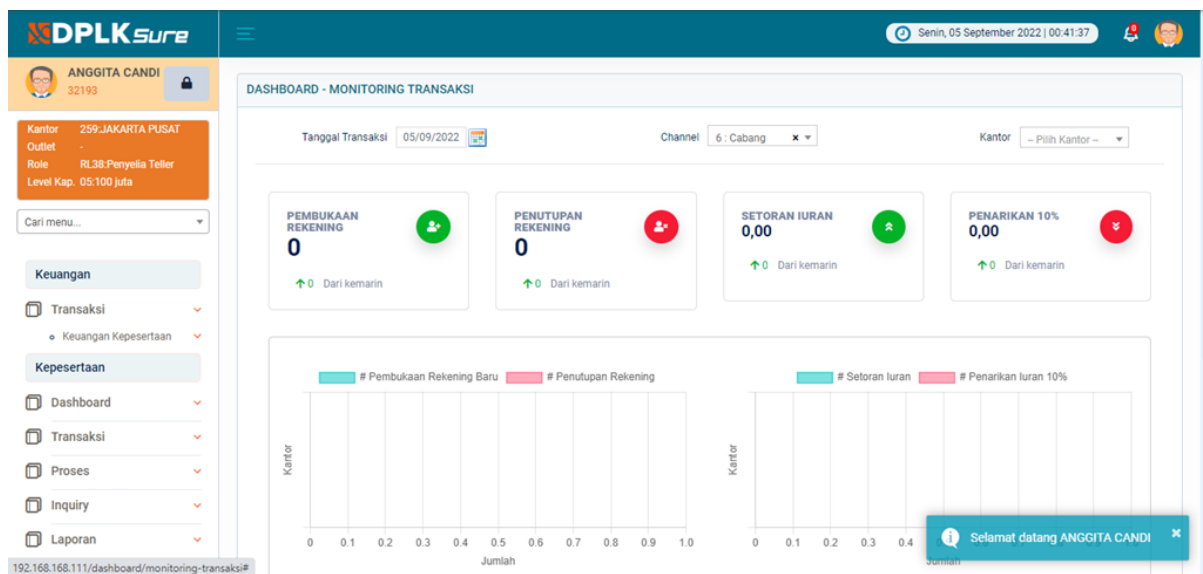 DPLKsure
Senin, 05 September 2022 | 00:41:37
0
ANGGITA CANDI
32193
Kantor 259:JAKARTA PUSAT
Outlet -
Role RL38:Penyelia Teller
Level Kap. 05:100 juta
Cari menu...
Keuangan
Transaksi
Keuangan Kepesertaan
Kepesertaan
Dashboard
Transaksi
Proses
Inquiry
Laporan
DASHBOARD - MONITORING TRANSAKSI
Tanggal Transaksi 05/09/2022 Channel 6 : Cabang × Kantor -- Pilih Kantor --
PEMBUKAAN
REKENING
0
0 Dari kemarin
PENUTUPAN
REKENING
0
0 Dari kemarin
SETORAN IURAN
0,00
0 Dari kemarin
PENARIKAN 10%
0,00
0 Dari kemarin
# Pembukaan Rekening Baru # Penutupan Rekening
Kantor
0 0.1 0.2 0.3 0.4 0.5 0.6 0.7 0.8 0.9 1.0
Jumlah
# Setoran Iuran # Penarikan Iuran 10%
Kantor
0 0.1 0.2 0.3 0.4
Jumlah
Selamat datang ANGGITA CANDI ×
192.168.168.111/dashboard/monitoring-transaksi#